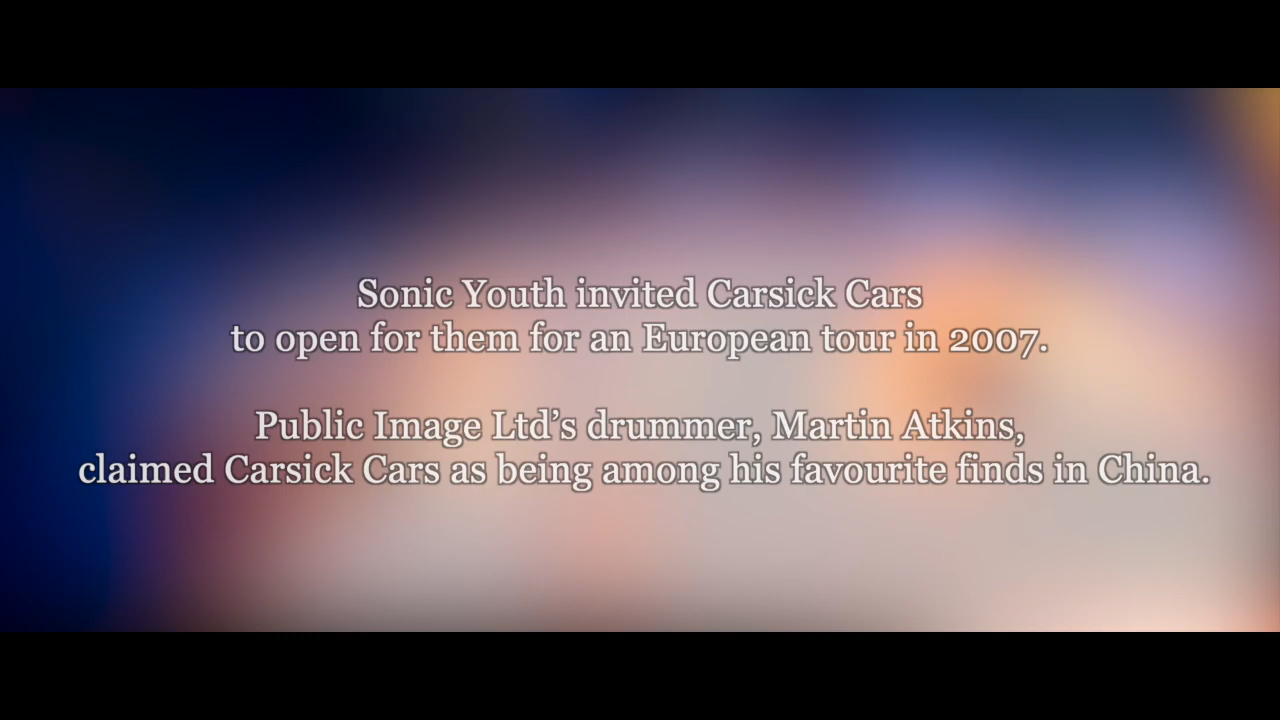 Sonic Youth invited Carsick Cars
to open for them for an European tour in 2007.
Public Image Ltd’s drummer, Martin Atkins,
claimed Carsick Cars as being among his favourite finds in China.